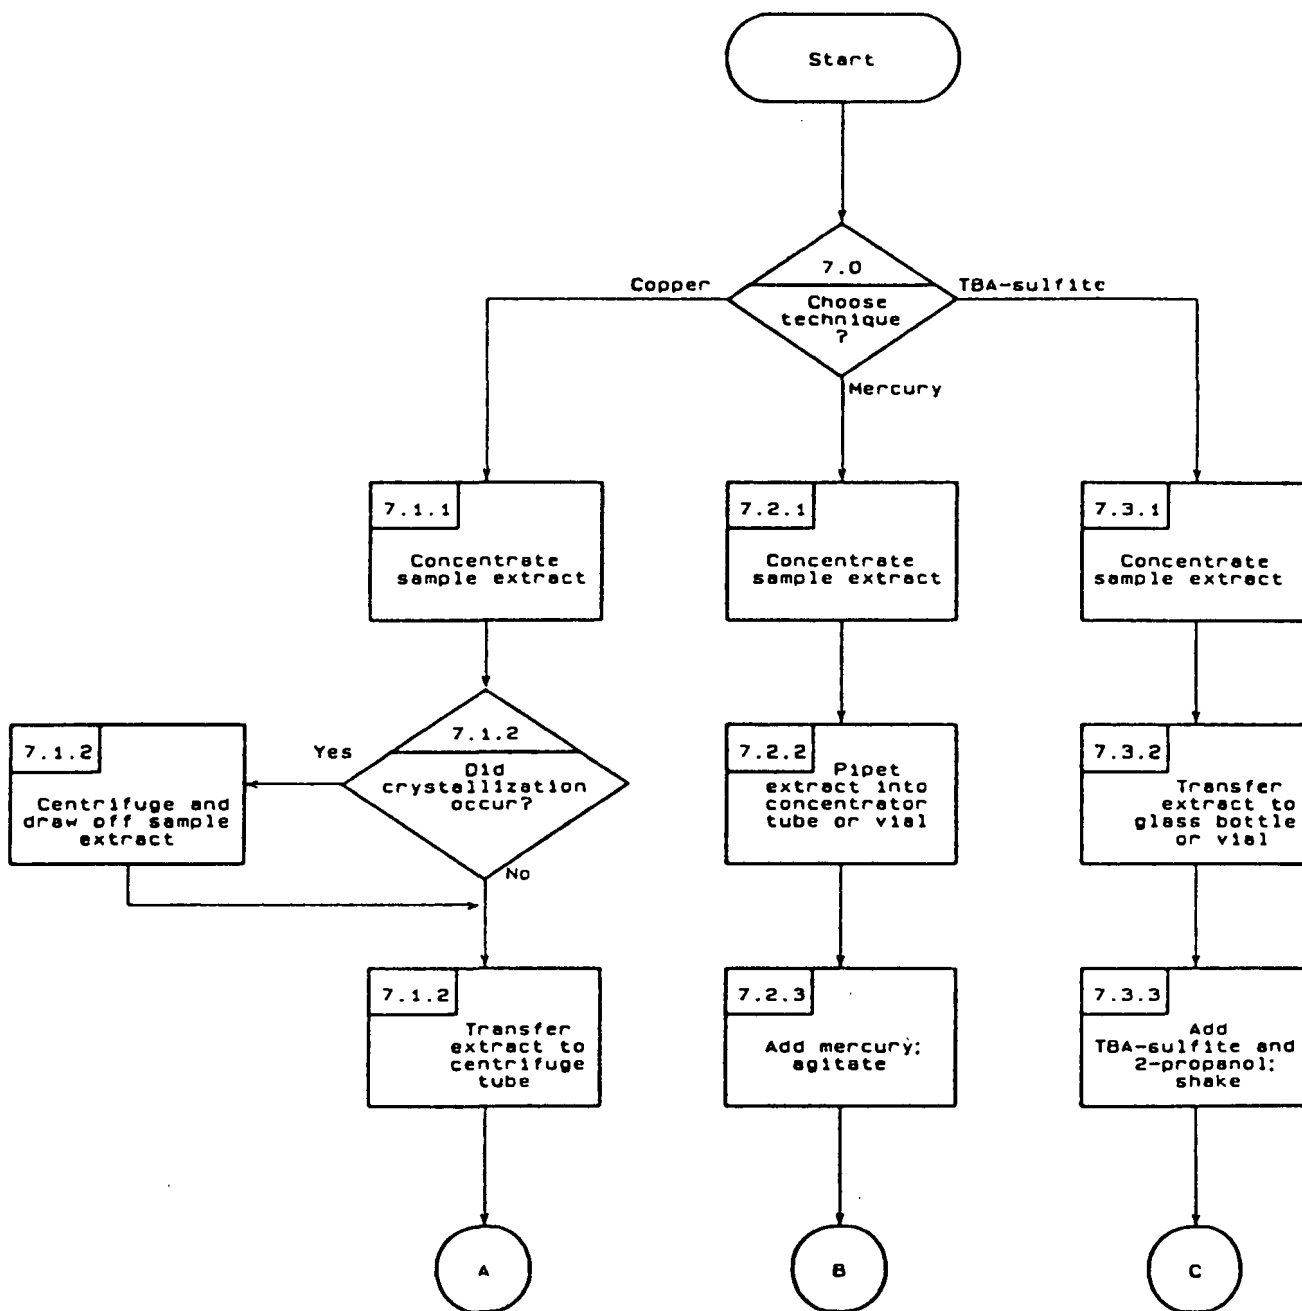 Start
7.0
Choose
technique
?
Copper
TBA-sulfite
Mercury
7.1.1
Concentrate
sample extract
7.2.1
Concentrate
sample extract
7.3.1
Concentrate
sample extract
7.1.2
Did
crystallization
occur?
Yes
No
7.1.2
Centrifuge and
draw off sample
extract
7.2.2
Pipet
extract into
concentrator
tube or vial
7.3.2
Transfer
extract to
glass bottle
or vial
7.1.2
Transfer
extract to
centrifuge
tube
7.2.3
Add mercury;
agitate
7.3.3
Add
TBA-sulfite and
2-propanol;
shake
A
B
C